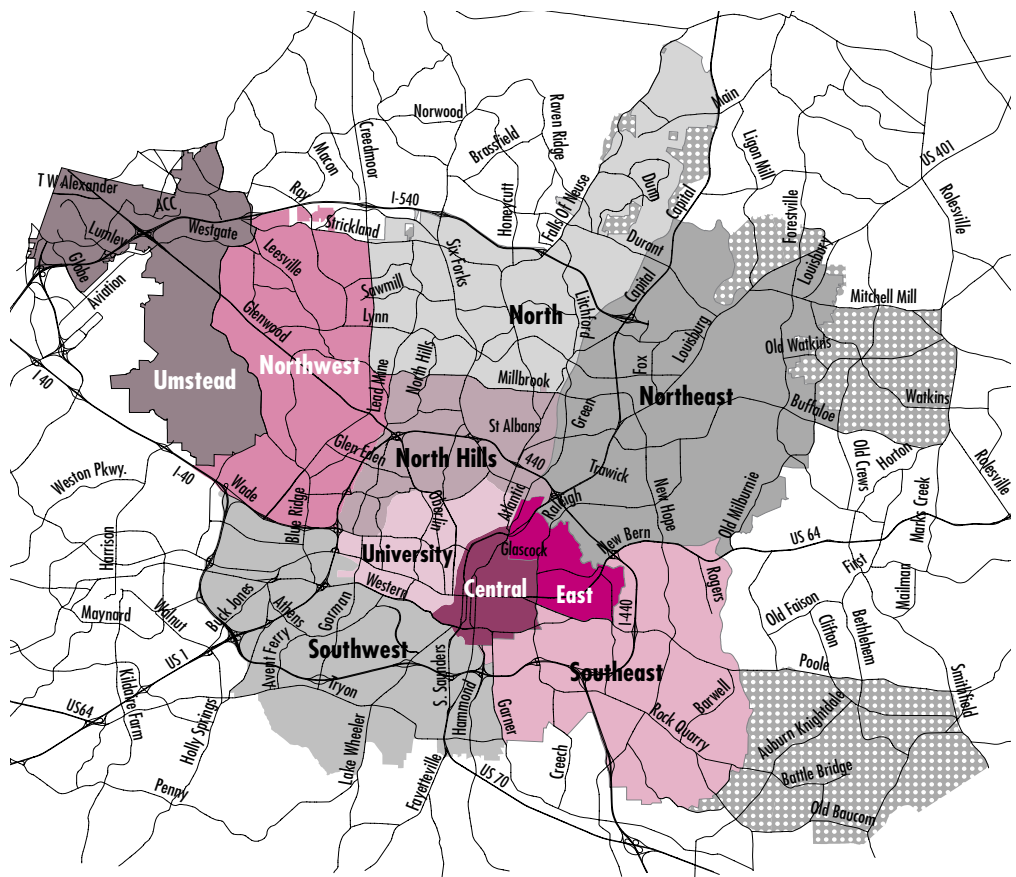 Norwood
Raven Ridge
Main
Brassfield
Creedmoor
Macon
Ligon Mill
US 401
T W Alexander
ACC
Ray
I-540
Honeycutt
Falls Of Neuse
Dunn
Capital
Rolesville
Lumley
Westgate
Strickland
Forestville
Globe
Leesville
Six Forks
Durant
Louisbury
Aviation
Sawmill
Litchford
Capital
Mitchell Mill
Glenwood
Lynn
North
Louisburg
Old Watkins
Northwest
North Hills
Fox
I 40
Umstead
Lead Mine
Millbrook
Northeast
Watkins
Green
Buffaloe
St Albans
Glen Eden
North Hills
440
Trawick
Old Crews
Horton
Rolesville
Weston Pkwy.
I-40
Wade
Blue Ridge
Oberlin
Atlantic
Raleigh
New Hope
Old Milburnie
Marks Creek
Harrison
University
Glascock
New Bern
US 64
First
Western
Central
East
Rogers
Mailman
Maynard
Walnut
Buck Jones
Athens
Gorman
I-440
Old Faison
Clifton
Bethlehem
US 1
Avent Ferry
Southwest
Southeast
Poole
Kildaire Farm
Tryon
S. Saunders
Barwell
Smithfield
US64
Holly Springs
Hammond
Garner
Rock Quarry
Auburn Knightdale
Lake Wheeler
Creech
Battle Bridge
Penny
Fayetteville
US 70
Old Baucom